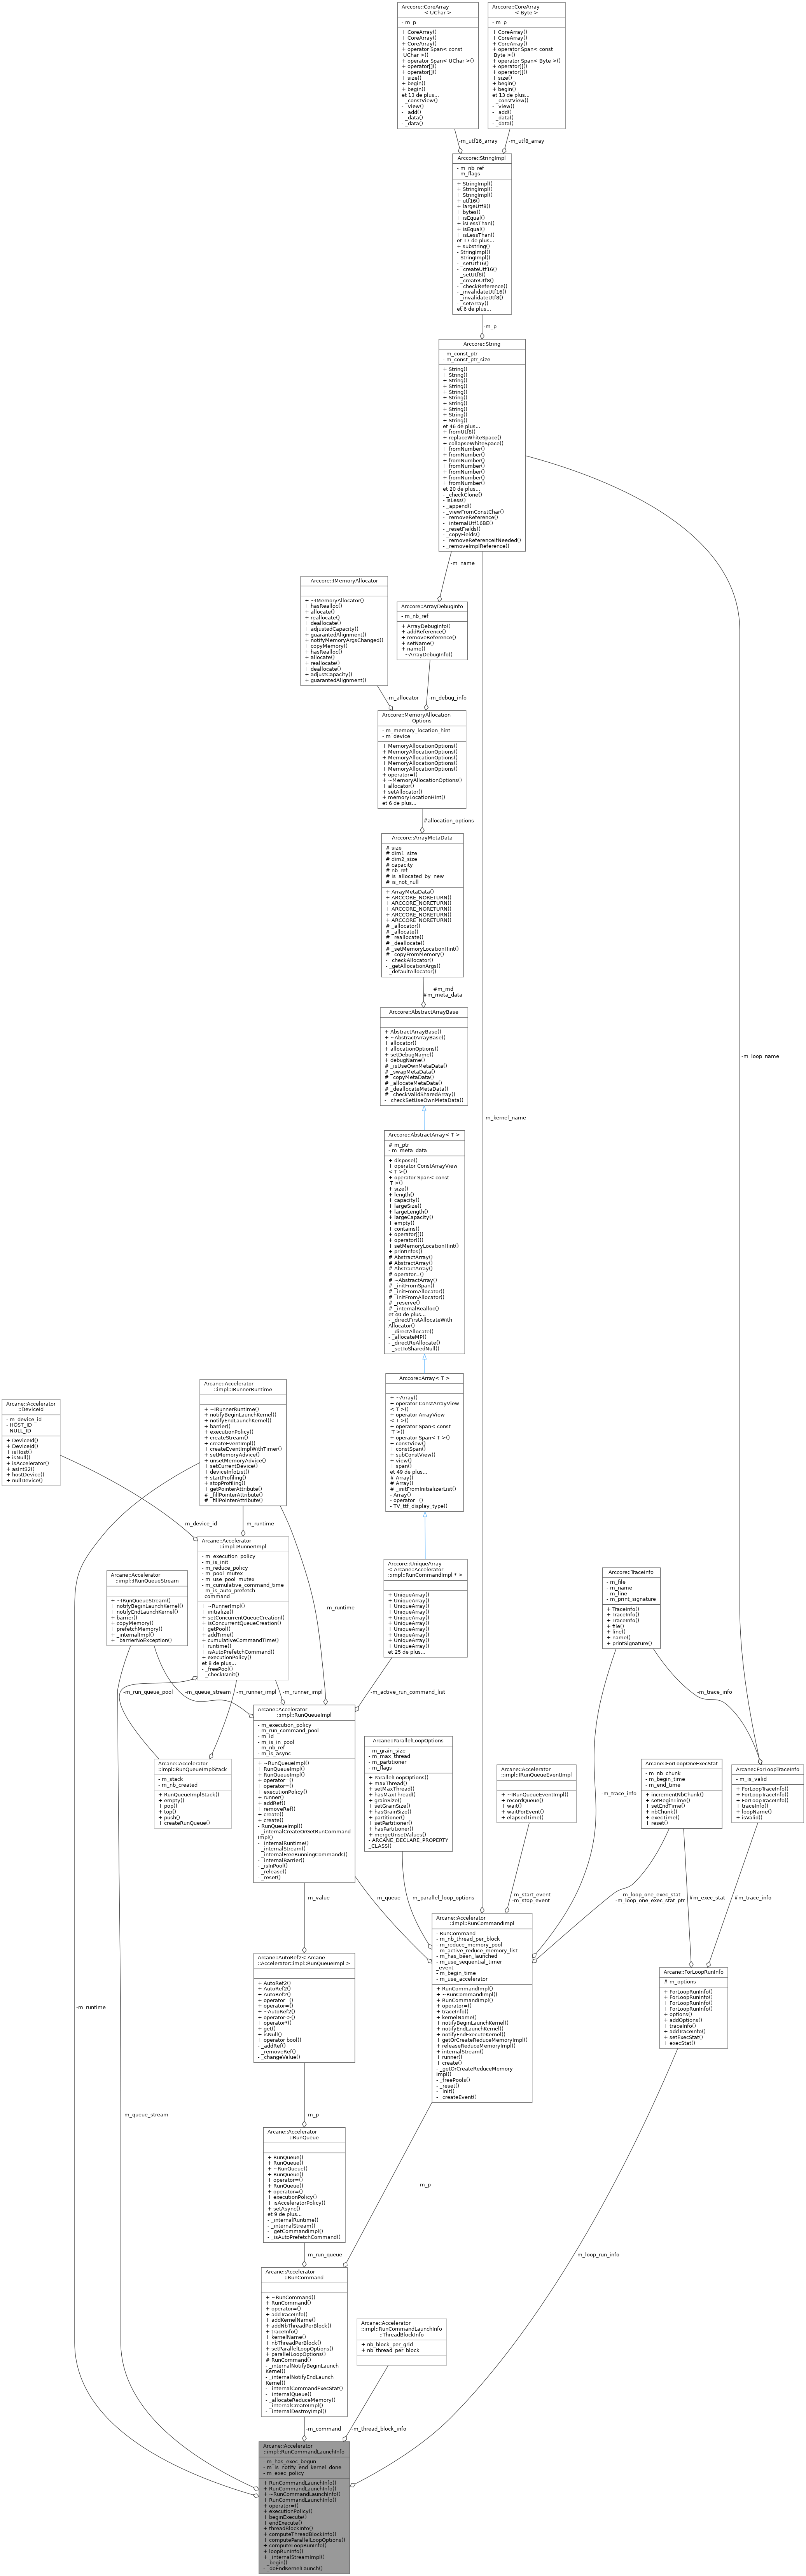 Arccore::CoreArray
< UChar >
- m_p
+ CoreArray()
+ CoreArray()
+ CoreArray()
+ operator Span< const
UChar >()
+ operator Span< UChar >()
+ operator[]()
+ operator[]()
+ size()
+ begin()
+ begin()
et 13 de plus...
- _constView()
- _view()
- _add()
- _data()
- _data()
Arccore::CoreArray
< Byte >
- m_p
+ CoreArray()
+ CoreArray()
+ CoreArray()
+ operator Span< const
Byte >()
+ operator Span< Byte >()
+ operator[]()
+ operator[]()
+ size()
+ begin()
+ begin()
et 13 de plus...
- _constView()
- _view()
- _add()
- _data()
- _data()
-m_utf16_array
-m_utf8_array
Arccore::StringImpl
- m_nb_ref
- m_flags
+ StringImpl()
+ StringImpl()
+ StringImpl()
+ utf16()
+ largeUtf8()
+ bytes()
+ isEqual()
+ isLessThan()
+ isEqual()
+ isLessThan()
et 17 de plus...
+ substring()
- StringImpl()
- StringImpl()
- _setUtf16()
- _createUtf16()
- _setUtf8()
- _createUtf8()
- _checkReference()
- _invalidateUtf16()
- _invalidateUtf8()
- _setArray()
et 6 de plus...
-m_p
Arccore::String
- m_const_ptr
- m_const_ptr_size
+ String()
+ String()
+ String()
+ String()
+ String()
+ String()
+ String()
+ String()
+ String()
+ String()
et 46 de plus...
+ fromUtf8()
+ replaceWhiteSpace()
+ collapseWhiteSpace()
+ fromNumber()
+ fromNumber()
+ fromNumber()
+ fromNumber()
+ fromNumber()
+ fromNumber()
+ fromNumber()
et 20 de plus...
- _checkClone()
- isLess()
- _append()
- _viewFromConstChar()
- _removeReference()
- _internalUtf16BE()
- _resetFields()
- _copyFields()
- _removeReferenceIfNeeded()
- _removeImplReference()
-m_name
-m_kernel_name
-m_loop_name
Arccore::IMemoryAllocator
+ ~IMemoryAllocator()
+ hasRealloc()
+ allocate()
+ reallocate()
+ deallocate()
+ adjustedCapacity()
+ guarantedAlignment()
+ notifyMemoryArgsChanged()
+ copyMemory()
+ hasRealloc()
+ allocate()
+ reallocate()
+ deallocate()
+ adjustCapacity()
+ guarantedAlignment()
Arccore::ArrayDebugInfo
- m_nb_ref
+ ArrayDebugInfo()
+ addReference()
+ removeReference()
+ setName()
+ name()
- ~ArrayDebugInfo()
-m_allocator
-m_debug_info
Arccore::MemoryAllocation
Options
- m_memory_location_hint
- m_device
+ MemoryAllocationOptions()
+ MemoryAllocationOptions()
+ MemoryAllocationOptions()
+ MemoryAllocationOptions()
+ MemoryAllocationOptions()
+ operator=()
+ ~MemoryAllocationOptions()
+ allocator()
+ setAllocator()
+ memoryLocationHint()
et 6 de plus...
#allocation_options
Arccore::ArrayMetaData
# size
# dim1_size
# dim2_size
# capacity
# nb_ref
# is_allocated_by_new
# is_not_null
+ ArrayMetaData()
+ ARCCORE_NORETURN()
+ ARCCORE_NORETURN()
+ ARCCORE_NORETURN()
+ ARCCORE_NORETURN()
+ ARCCORE_NORETURN()
# _allocator()
# _allocate()
# _reallocate()
# _deallocate()
# _setMemoryLocationHint()
# _copyFromMemory()
- _checkAllocator()
- _getAllocationArgs()
- _defaultAllocator()
#m_md
#m_meta_data
Arccore::AbstractArrayBase
+ AbstractArrayBase()
+ ~AbstractArrayBase()
+ allocator()
+ allocationOptions()
+ setDebugName()
+ debugName()
# _isUseOwnMetaData()
# _swapMetaData()
# _copyMetaData()
# _allocateMetaData()
# _deallocateMetaData()
# _checkValidSharedArray()
- _checkSetUseOwnMetaData()
Arccore::AbstractArray< T >
# m_ptr
- m_meta_data
+ dispose()
+ operator ConstArrayView
< T >()
+ operator Span< const
T >()
+ size()
+ length()
+ capacity()
+ largeSize()
+ largeLength()
+ largeCapacity()
+ empty()
+ contains()
+ operator[]()
+ operator()()
+ setMemoryLocationHint()
+ printInfos()
# AbstractArray()
# AbstractArray()
# AbstractArray()
# operator=()
# ~AbstractArray()
# _initFromSpan()
# _initFromAllocator()
# _initFromAllocator()
# _reserve()
# _internalRealloc()
et 40 de plus...
- _directFirstAllocateWith
Allocator()
- _directAllocate()
- _allocateMP()
- _directReAllocate()
- _setToSharedNull()
Arccore::Array< T >
+ ~Array()
+ operator ConstArrayView
< T >()
+ operator ArrayView
< T >()
+ operator Span< const
T >()
+ operator Span< T >()
+ constView()
+ constSpan()
+ subConstView()
+ view()
+ span()
et 49 de plus...
# Array()
# Array()
# _initFromInitializerList()
- Array()
- operator=()
- TV_ttf_display_type()
Arccore::UniqueArray
< Arcane::Accelerator
::impl::RunCommandImpl * >
+ UniqueArray()
+ UniqueArray()
+ UniqueArray()
+ UniqueArray()
+ UniqueArray()
+ UniqueArray()
+ UniqueArray()
+ UniqueArray()
+ UniqueArray()
+ UniqueArray()
et 25 de plus...
Arcane::Accelerator
::DeviceId
- m_device_id
- HOST_ID
- NULL_ID
+ DeviceId()
+ DeviceId()
+ isHost()
+ isNull()
+ isAccelerator()
+ asInt32()
+ hostDevice()
+ nullDevice()
Arcane::Accelerator
::impl::IRunnerRuntime
+ ~IRunnerRuntime()
+ notifyBeginLaunchKernel()
+ notifyEndLaunchKernel()
+ barrier()
+ executionPolicy()
+ createStream()
+ createEventImpl()
+ createEventImplWithTimer()
+ setMemoryAdvice()
+ unsetMemoryAdvice()
+ setCurrentDevice()
+ deviceInfoList()
+ startProfiling()
+ stopProfiling()
+ getPointerAttribute()
# _fillPointerAttribute()
# _fillPointerAttribute()
-m_device_id
-m_runtime
-m_runtime
-m_runtime
Arcane::Accelerator
::impl::RunnerImpl
- m_execution_policy
- m_is_init
- m_reduce_policy
- m_pool_mutex
- m_use_pool_mutex
- m_cumulative_command_time
- m_is_auto_prefetch
_command
+ ~RunnerImpl()
+ initialize()
+ setConcurrentQueueCreation()
+ isConcurrentQueueCreation()
+ getPool()
+ addTime()
+ cumulativeCommandTime()
+ runtime()
+ isAutoPrefetchCommand()
+ executionPolicy()
et 8 de plus...
- _freePool()
- _checkIsInit()
Arcane::Accelerator
::impl::IRunQueueStream
+ ~IRunQueueStream()
+ notifyBeginLaunchKernel()
+ notifyEndLaunchKernel()
+ barrier()
+ copyMemory()
+ prefetchMemory()
+ _internalImpl()
+ _barrierNoException()
-m_run_queue_pool
-m_queue_stream
-m_runner_impl
-m_runner_impl
-m_active_run_command_list
Arcane::Accelerator
::impl::RunQueueImplStack
- m_stack
- m_nb_created
+ RunQueueImplStack()
+ empty()
+ pop()
+ top()
+ push()
+ createRunQueue()
Arcane::Accelerator
::impl::RunQueueImpl
- m_execution_policy
- m_run_command_pool
- m_id
- m_is_in_pool
- m_nb_ref
- m_is_async
+ ~RunQueueImpl()
+ RunQueueImpl()
+ RunQueueImpl()
+ operator=()
+ operator=()
+ executionPolicy()
+ runner()
+ addRef()
+ removeRef()
+ create()
+ create()
- RunQueueImpl()
- _internalCreateOrGetRunCommand
Impl()
- _internalRuntime()
- _internalStream()
- _internalFreeRunningCommands()
- _internalBarrier()
- _isInPool()
- _release()
- _reset()
Arcane::ParallelLoopOptions
- m_grain_size
- m_max_thread
- m_partitioner
- m_flags
+ ParallelLoopOptions()
+ maxThread()
+ setMaxThread()
+ hasMaxThread()
+ grainSize()
+ setGrainSize()
+ hasGrainSize()
+ partitioner()
+ setPartitioner()
+ hasPartitioner()
+ mergeUnsetValues()
- ARCANE_DECLARE_PROPERTY
_CLASS()
Arcane::Accelerator
::impl::IRunQueueEventImpl
+ ~IRunQueueEventImpl()
+ recordQueue()
+ wait()
+ waitForEvent()
+ elapsedTime()
Arccore::TraceInfo
- m_file
- m_name
- m_line
- m_print_signature
+ TraceInfo()
+ TraceInfo()
+ TraceInfo()
+ file()
+ line()
+ name()
+ printSignature()
-m_trace_info
-m_trace_info
Arcane::ForLoopOneExecStat
- m_nb_chunk
- m_begin_time
- m_end_time
+ incrementNbChunk()
+ setBeginTime()
+ setEndTime()
+ nbChunk()
+ execTime()
+ reset()
Arcane::ForLoopTraceInfo
- m_is_valid
+ ForLoopTraceInfo()
+ ForLoopTraceInfo()
+ ForLoopTraceInfo()
+ traceInfo()
+ loopName()
+ isValid()
-m_value
-m_queue
-m_parallel_loop_options
-m_start_event
-m_stop_event
-m_loop_one_exec_stat
-m_loop_one_exec_stat_ptr
#m_exec_stat
#m_trace_info
Arcane::Accelerator
::impl::RunCommandImpl
- RunCommand
- m_nb_thread_per_block
- m_reduce_memory_pool
- m_active_reduce_memory_list
- m_has_been_launched
- m_use_sequential_timer
_event
- m_begin_time
- m_use_accelerator
+ RunCommandImpl()
+ ~RunCommandImpl()
+ RunCommandImpl()
+ operator=()
+ traceInfo()
+ kernelName()
+ notifyBeginLaunchKernel()
+ notifyEndLaunchKernel()
+ notifyEndExecuteKernel()
+ getOrCreateReduceMemoryImpl()
+ releaseReduceMemoryImpl()
+ internalStream()
+ runner()
+ create()
- _getOrCreateReduceMemory
Impl()
- _freePools()
- _reset()
- _init()
- _createEvent()
Arcane::AutoRef2< Arcane
::Accelerator::impl::RunQueueImpl >
+ AutoRef2()
+ AutoRef2()
+ AutoRef2()
+ operator=()
+ operator=()
+ ~AutoRef2()
+ operator->()
+ operator*()
+ get()
+ isNull()
+ operator bool()
- _addRef()
- _removeRef()
- _changeValue()
Arcane::ForLoopRunInfo
# m_options
+ ForLoopRunInfo()
+ ForLoopRunInfo()
+ ForLoopRunInfo()
+ ForLoopRunInfo()
+ options()
+ addOptions()
+ traceInfo()
+ addTraceInfo()
+ setExecStat()
+ execStat()
-m_queue_stream
-m_p
Arcane::Accelerator
::RunQueue
+ RunQueue()
+ RunQueue()
+ ~RunQueue()
+ RunQueue()
+ operator=()
+ RunQueue()
+ operator=()
+ executionPolicy()
+ isAcceleratorPolicy()
+ setAsync()
et 9 de plus...
- _internalRuntime()
- _internalStream()
- _getCommandImpl()
- _isAutoPrefetchCommand()
-m_p
-m_run_queue
-m_loop_run_info
Arcane::Accelerator
::RunCommand
+ ~RunCommand()
+ RunCommand()
+ operator=()
+ addTraceInfo()
+ addKernelName()
+ addNbThreadPerBlock()
+ traceInfo()
+ kernelName()
+ nbThreadPerBlock()
+ setParallelLoopOptions()
+ parallelLoopOptions()
# RunCommand()
- _internalNotifyBeginLaunch
Kernel()
- _internalNotifyEndLaunch
Kernel()
- _internalCommandExecStat()
- _internalQueue()
- _allocateReduceMemory()
- _internalCreateImpl()
- _internalDestroyImpl()
Arcane::Accelerator
::impl::RunCommandLaunchInfo
::ThreadBlockInfo
+ nb_block_per_grid
+ nb_thread_per_block
-m_command
-m_thread_block_info
Arcane::Accelerator
::impl::RunCommandLaunchInfo
- m_has_exec_begun
- m_is_notify_end_kernel_done
- m_exec_policy
+ RunCommandLaunchInfo()
+ RunCommandLaunchInfo()
+ ~RunCommandLaunchInfo()
+ RunCommandLaunchInfo()
+ operator=()
+ executionPolicy()
+ beginExecute()
+ endExecute()
+ threadBlockInfo()
+ computeThreadBlockInfo()
+ computeParallelLoopOptions()
+ computeLoopRunInfo()
+ loopRunInfo()
+ _internalStreamImpl()
- _begin()
- _doEndKernelLaunch()